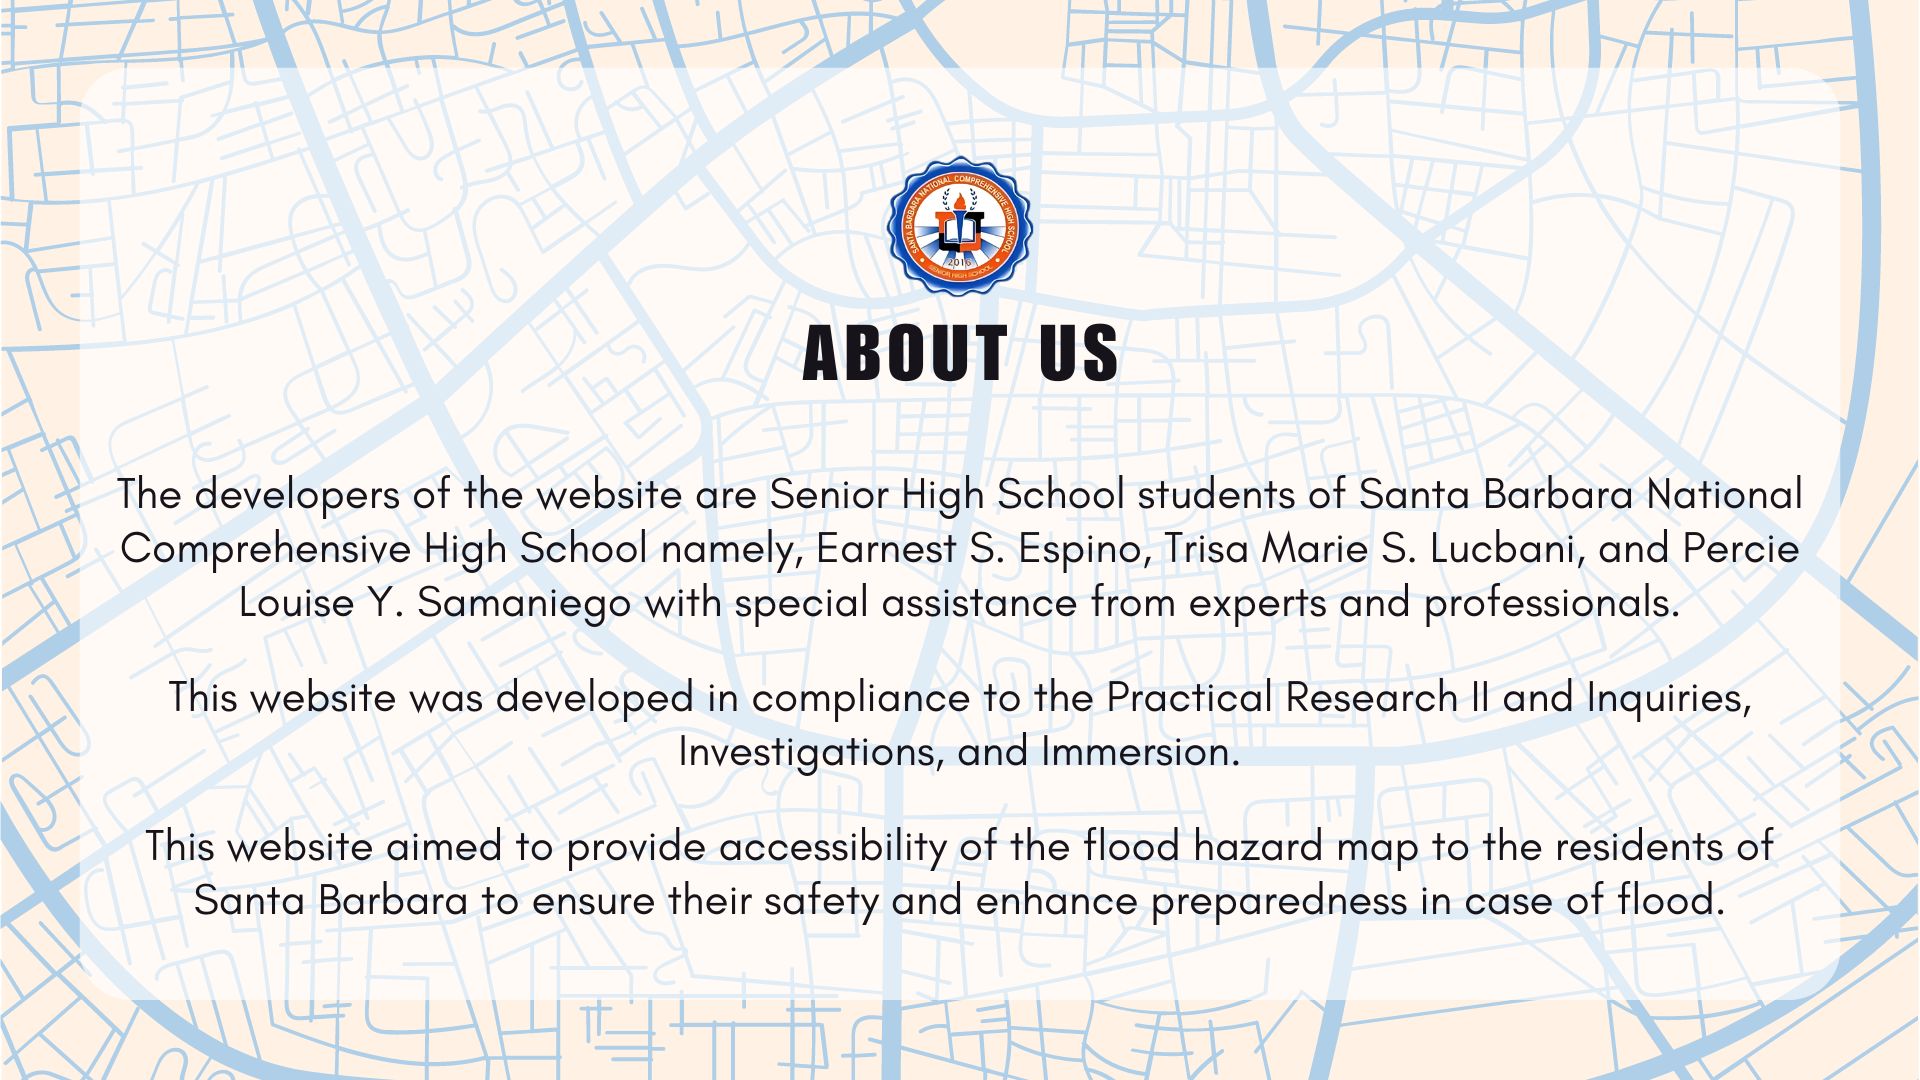 SANTA BARBARA NATIONAL COMPREHENSIVE HIGH SCHOOL
2016
SENIOR HIGH SCHOOL
ABOUT US
The developers of the website are Senior High School students of Santa Barbara National
Comprehensive High School namely, Earnest S. Espino, Trisa Marie S. Lucbani, and Percie
Louise Y. Samaniego with special assistance from experts and professionals.
This website was developed in compliance to the Practical Research II and Inquiries,
Investigations, and Immersion.
This website aimed to provide accessibility of the flood hazard map to the residents of
Santa Barbara to ensure their safety and enhance preparedness in case of flood.